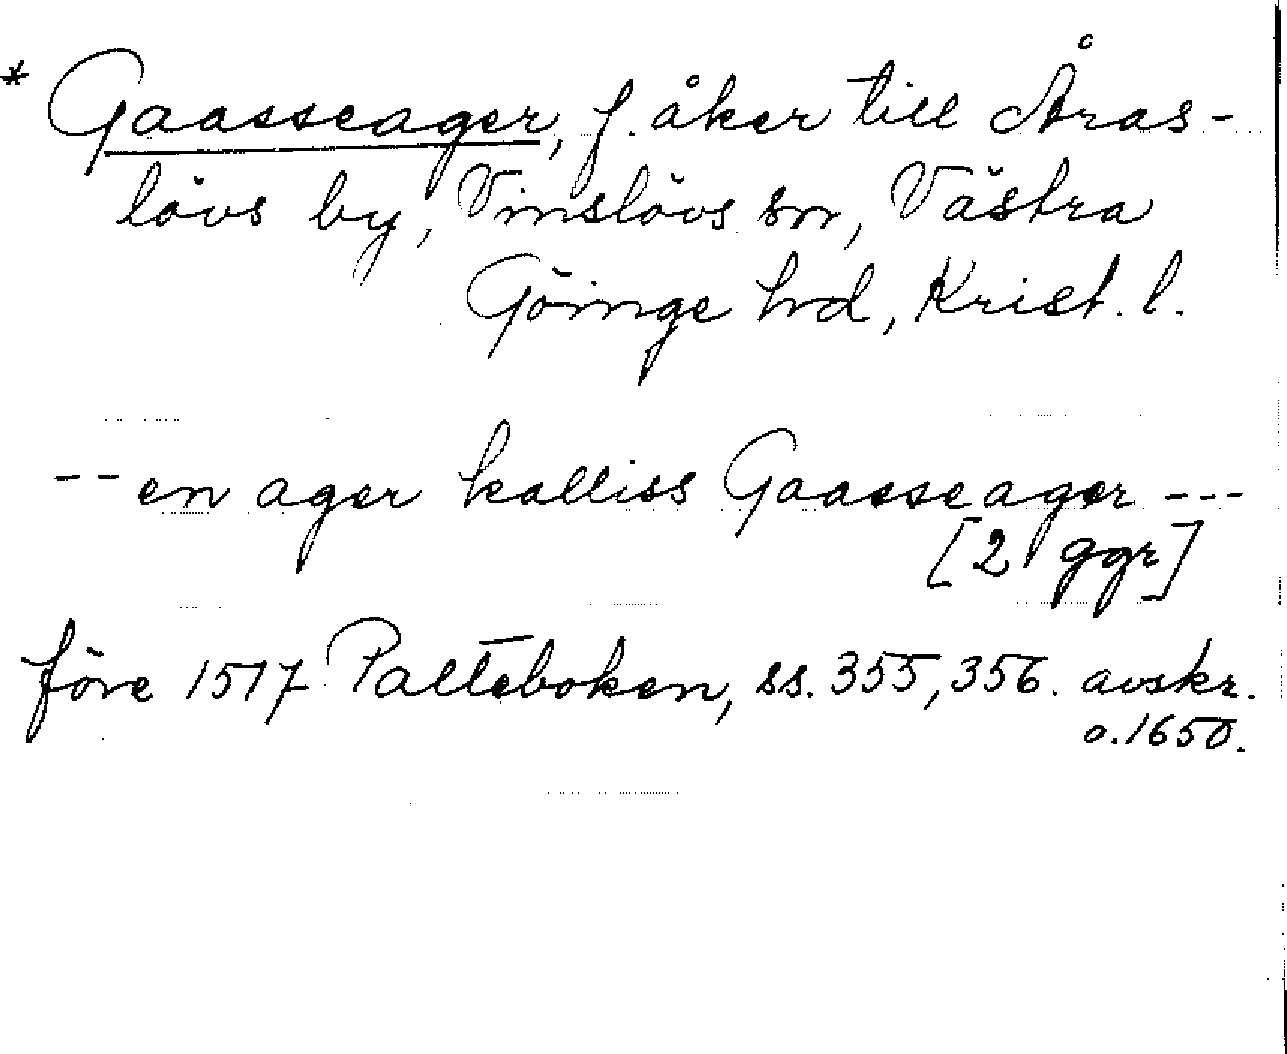 * Gaasseager, f. åker till Åras-
lövs by, Vinslövs sn, Västra
Göinge hd, Krist. l.
-- en ager kalliss Gaasseager ---
[2 ggr]
före 1517 Palteboken, ss. 355, 356. avskr.
o. 1650.